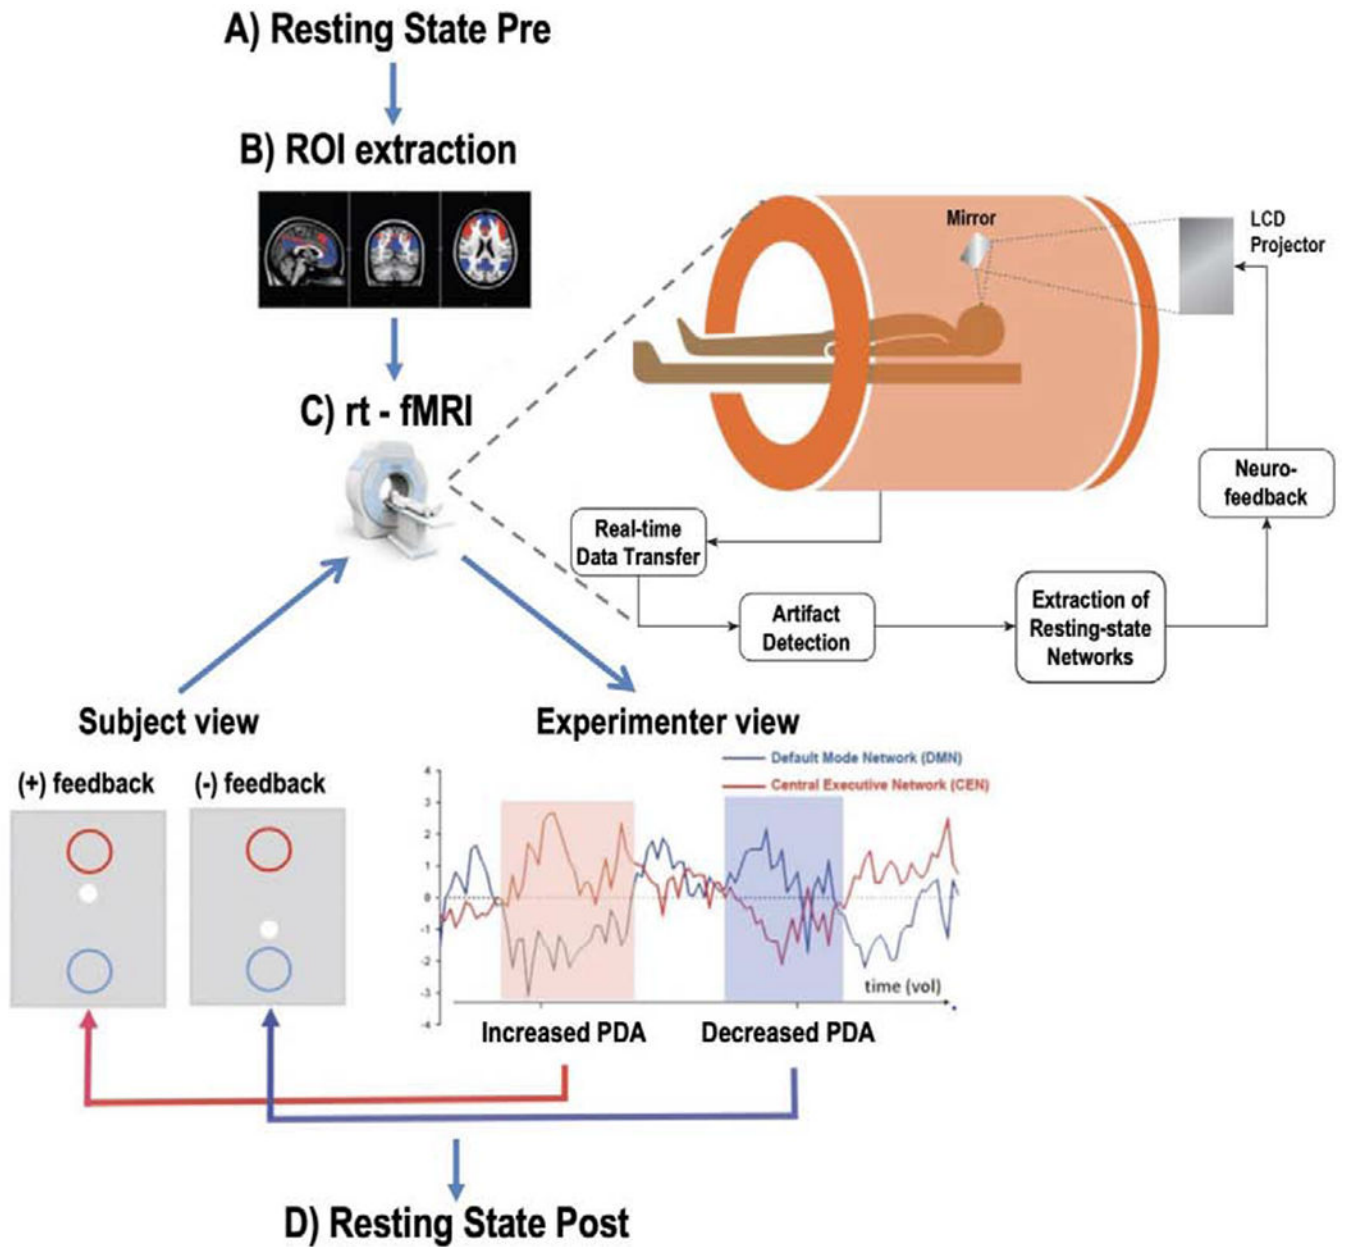 A) Resting State Pre
B) ROI extraction
C) rt - fMRI
Mirror
LCD
Projector
Neuro-
feedback
Real-time
Data Transfer
Artifact
Detection
Extraction of
Resting-state
Networks
Subject view
Experimenter view
(+) feedback
(-) feedback
Default Mode Network (DMN)
Central Executive Network (CEN)
4
3
2
1
0
-1
-2
-3
-4
time (vol)
Increased PDA
Decreased PDA
D) Resting State Post